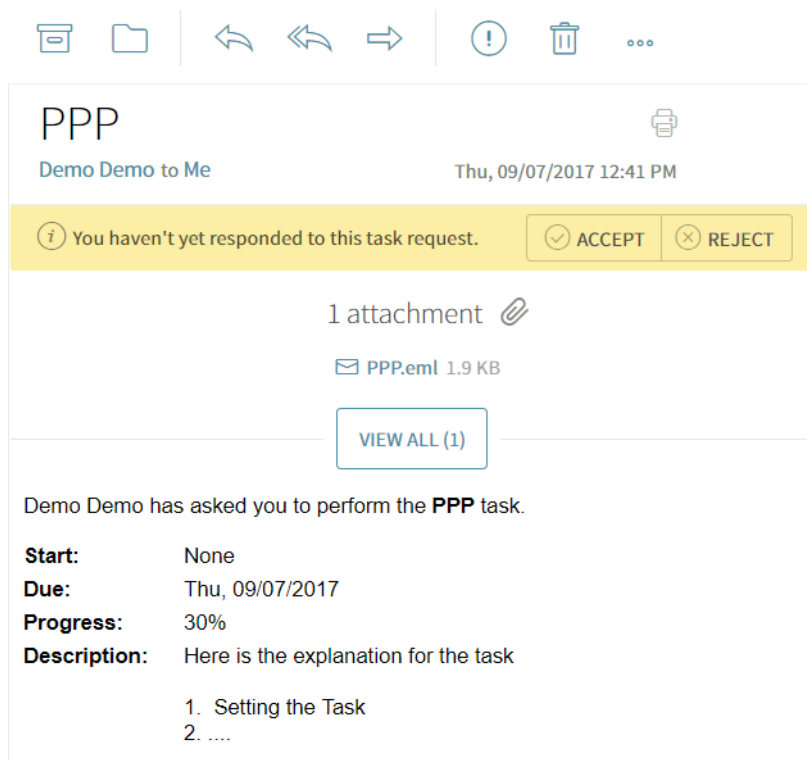 PPP
Demo Demo to Me Thu, 09/07/2017 12:41 PM
You haven't yet responded to this task request. ACCEPT REJECT
1 attachment
PPP.eml 1.9 KB
VIEW ALL (1)
Demo Demo has asked you to perform the PPP task.
Start: None
Due: Thu, 09/07/2017
Progress: 30%
Description: Here is the explanation for the task
1. Setting the Task
2. ....